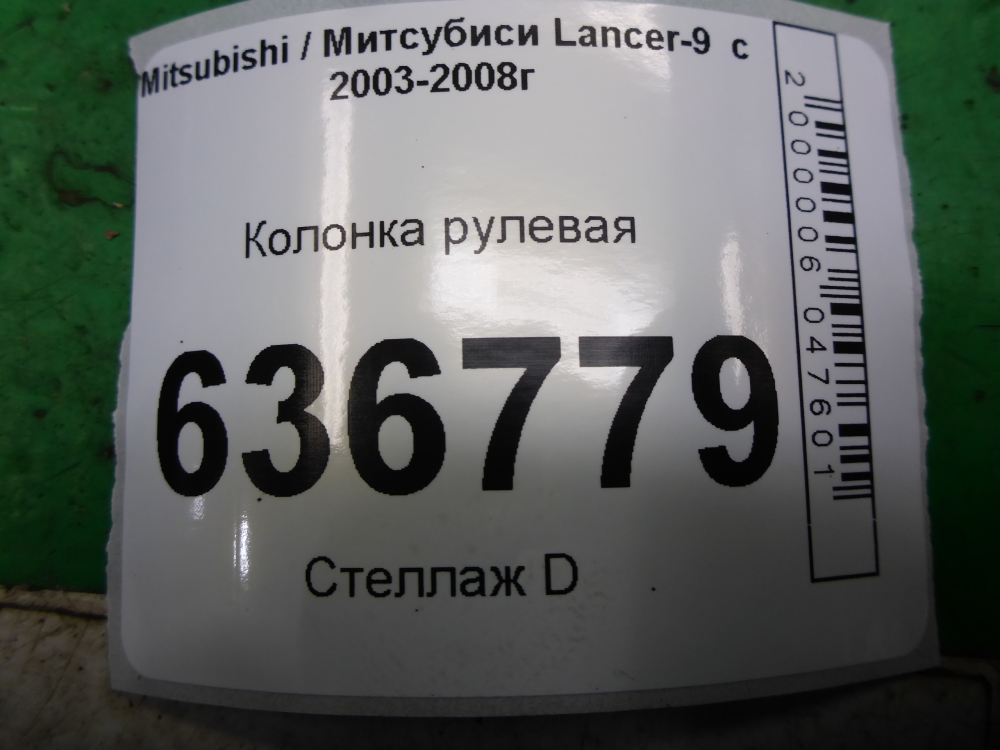 Mitsubishi / Митсубиси Lancer-9 с
2003-2008г
Колонка рулевая
636779
Стеллаж D
2000006047601